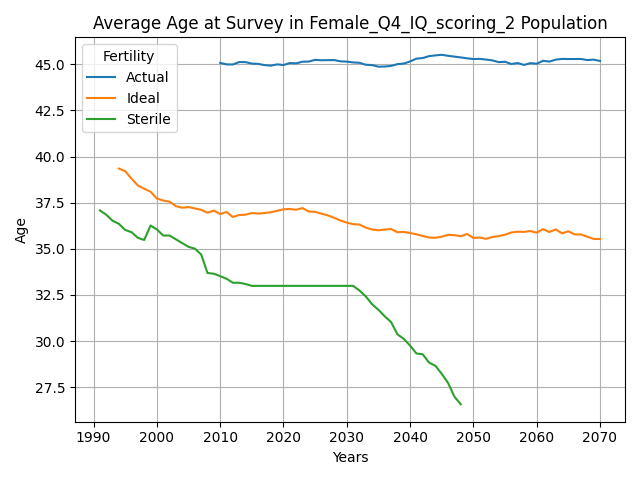 Average Age at Survey in Female_Q4_IQ_scoring_2 Population
Fertility
Actual
Ideal
Sterile
Age
45.0
42.5
40.0
37.5
35.0
32.5
30.0
27.5
1990 2000 2010 2020 2030 2040 2050 2060 2070
Years